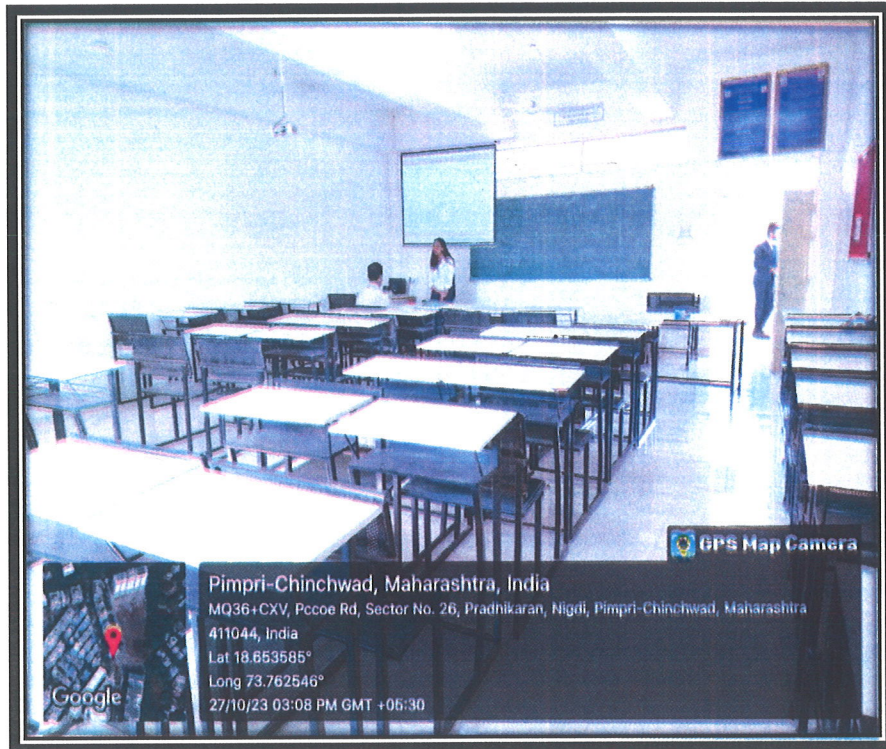 GPS Map Camera
Pimpri-Chinchwad, Maharashtra, India
MQ36+CXV, Pccoe Rd, Sector No. 26, Pradnikaran, Nigdi, Pimpri-Chinchwad, Maharashtra
411044, India
Lat 18.653585°
Long 73.762546°
27/10/23 03:08 PM GMT +05:30
Google